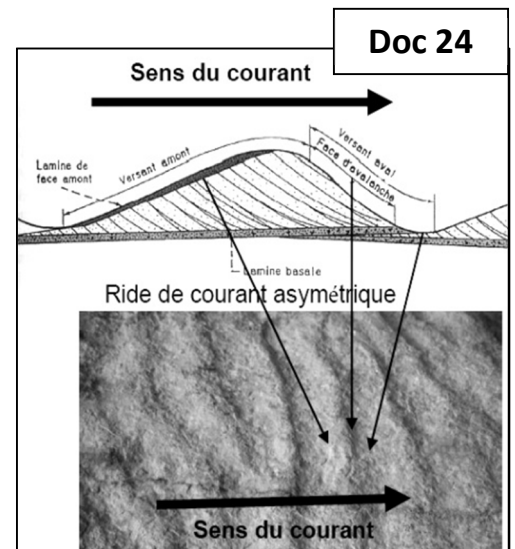 Doc 24
Sens du courant
Versant amont
Versant aval
Face d'avalanche
Lamine de
face amont
Lamine basale
Ride de courant asymétrique
Sens du courant